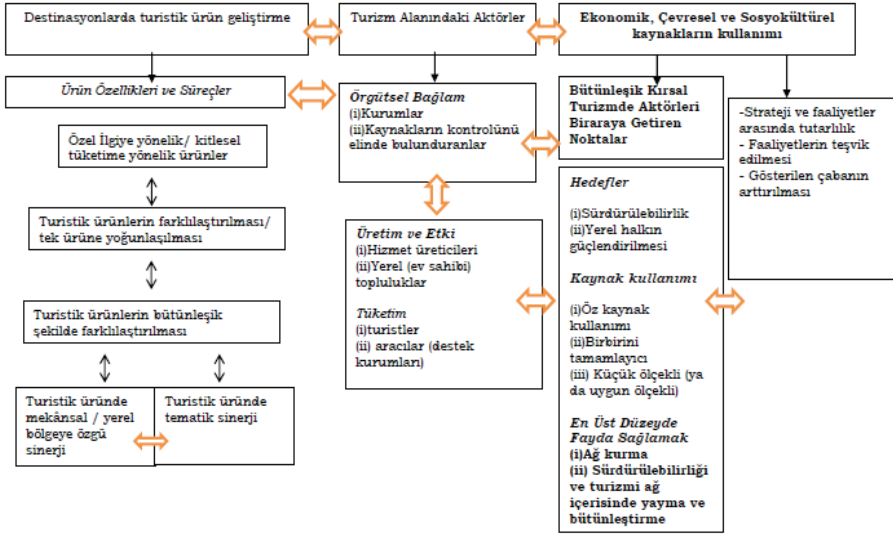 Destinasyonlarda turistik ürün geliştirme
Turizm Alanındaki Aktörler
Ekonomik, Çevresel ve Sosyokültürel
kaynakların kullanımı
Ürün Özellikleri ve Süreçler
Özel İlgiye yönelik/ kitlesel
tüketime yönelik ürünler
Turistik ürünlerin farklılaştırılması/
tek ürüne yoğunlaşılması
Turistik ürünlerin bütünleşik
şekilde farklılaştırılması
Turistik üründe
mekânsal / yerel
bölgeye özgü
sinerji
Turistik üründe
tematik sinerji
Örgütsel Bağlam
(i)Kurumlar
(ii)Kaynakların kontrolünü
elinde bulunduranlar
Üretim ve Etki
(i)Hizmet üreticileri
(ii)Yerel (ev sahibi)
topluluklar
Tüketim
(i)turistler
(ii) aracılar (destek
kurumları)
Bütünleşik Kırsal
Turizmde Aktörleri
Biraraya Getiren
Noktalar
Hedefler
(i)Sürdürülebilirlik
(ii)Yerel halkın
güçlendirilmesi
Kaynak kullanımı
(i)Öz kaynak
kullanımı
(ii)Birbirini
tamamlayıcı
(iii) Küçük ölçekli (ya
da uygun ölçekli)
En Üst Düzeyde
Fayda Sağlamak
(i)Ağ kurma
(ii) Sürdürülebilirliği
ve turizmi ağ
içerisinde yayma ve
bütünleştirme
-Strateji ve faaliyetler
arasında tutarlılık
- Faaliyetlerin teşvik
edilmesi
- Gösterilen çabanın
arttırılması